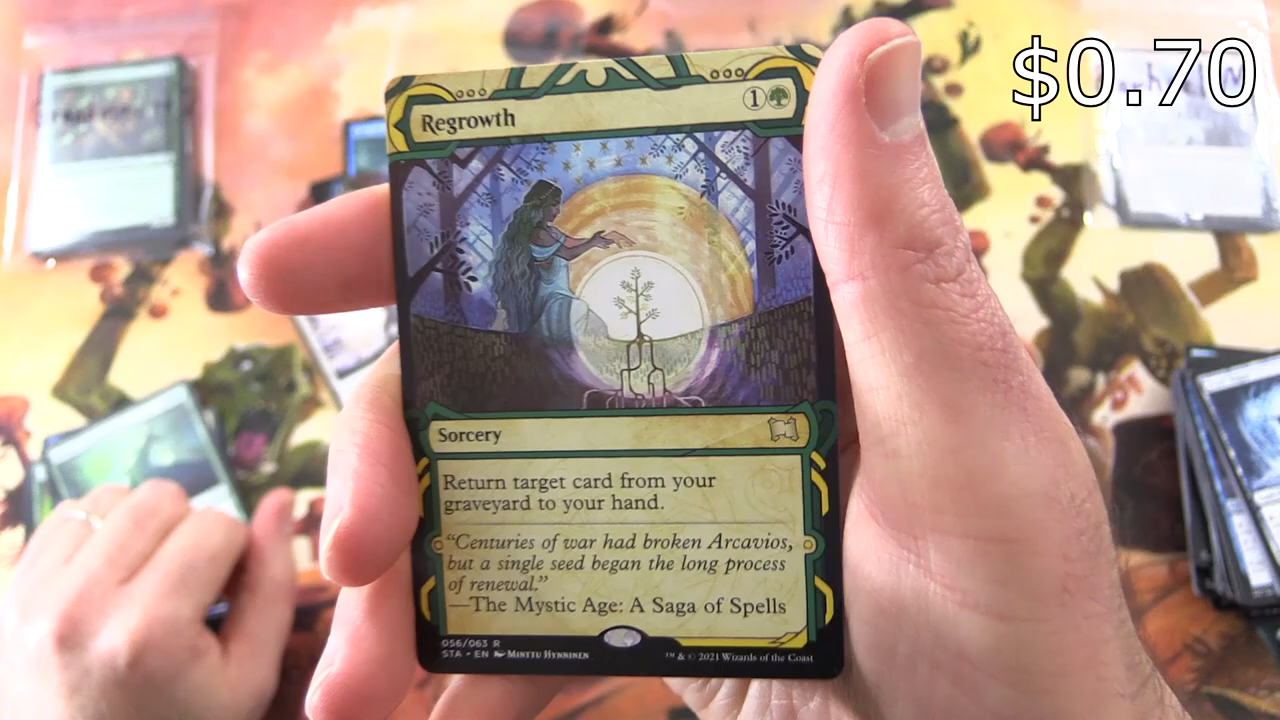 $0.70
Regrowth 1
Sorcery
Return target card from your
graveyard to your hand.
“Centuries of war had broken Arcavios,
but a single seed began the long process
of renewal.”
—The Mystic Age: A Saga of Spells
056/063 R
STA • EN Minttu Hynninen
™ & © 2021 Wizards of the Coast